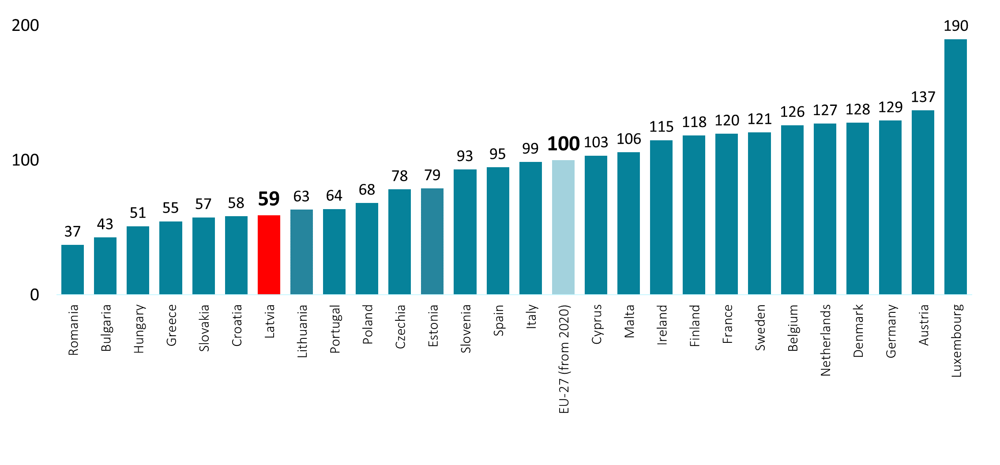 200
100
0
37
43
51
55
57
58
59
63
64
68
78
79
93
95
99
100
103
106
115
118
120
121
126
127
128
129
137
190
Romania
Bulgaria
Hungary
Greece
Slovakia
Croatia
Latvia
Lithuania
Portugal
Poland
Czechia
Estonia
Slovenia
Spain
Italy
EU-27 (from 2020)
Cyprus
Malta
Ireland
Finland
France
Sweden
Belgium
Netherlands
Denmark
Germany
Austria
Luxembourg